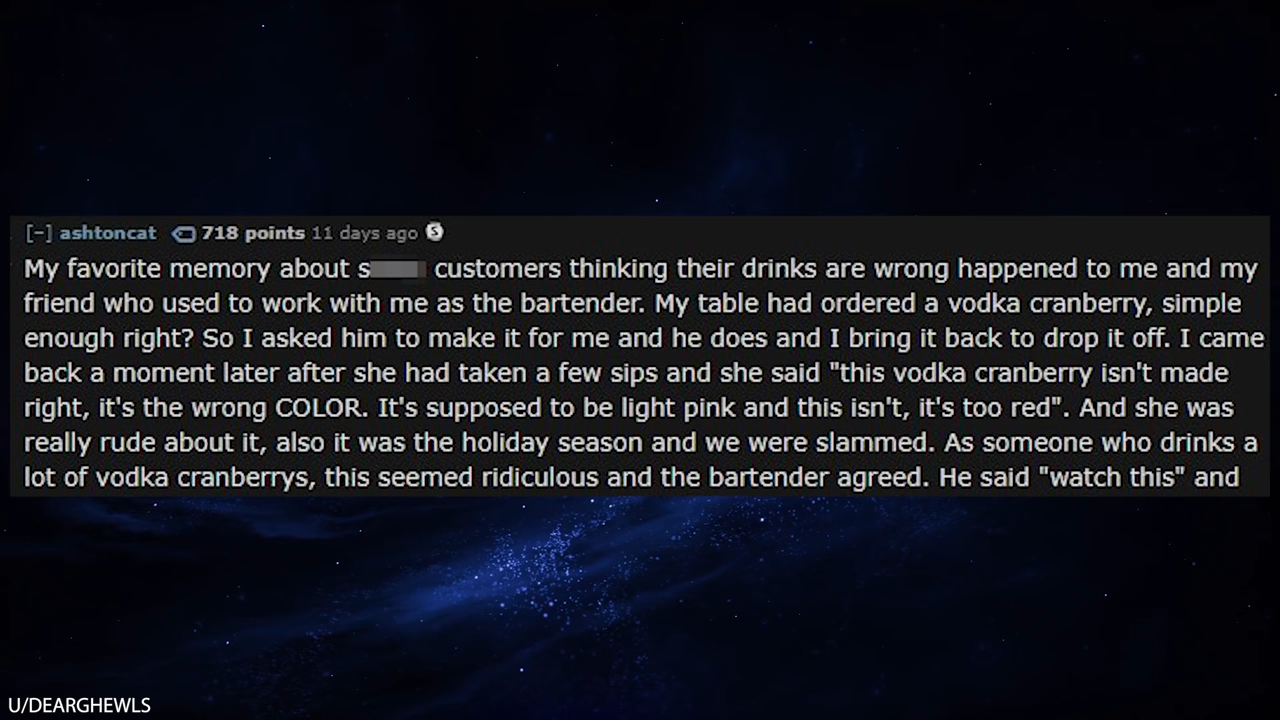 [-] ashtoncat 718 points 11 days ago S
My favorite memory about s customers thinking their drinks are wrong happened to me and my
friend who used to work with me as the bartender. My table had ordered a vodka cranberry, simple
enough right? So I asked him to make it for me and he does and I bring it back to drop it off. I came
back a moment later after she had taken a few sips and she said "this vodka cranberry isn't made
right, it's the wrong COLOR. It's supposed to be light pink and this isn't, it's too red". And she was
really rude about it, also it was the holiday season and we were slammed. As someone who drinks a
lot of vodka cranberrys, this seemed ridiculous and the bartender agreed. He said "watch this" and
U/DEARGHEWLS